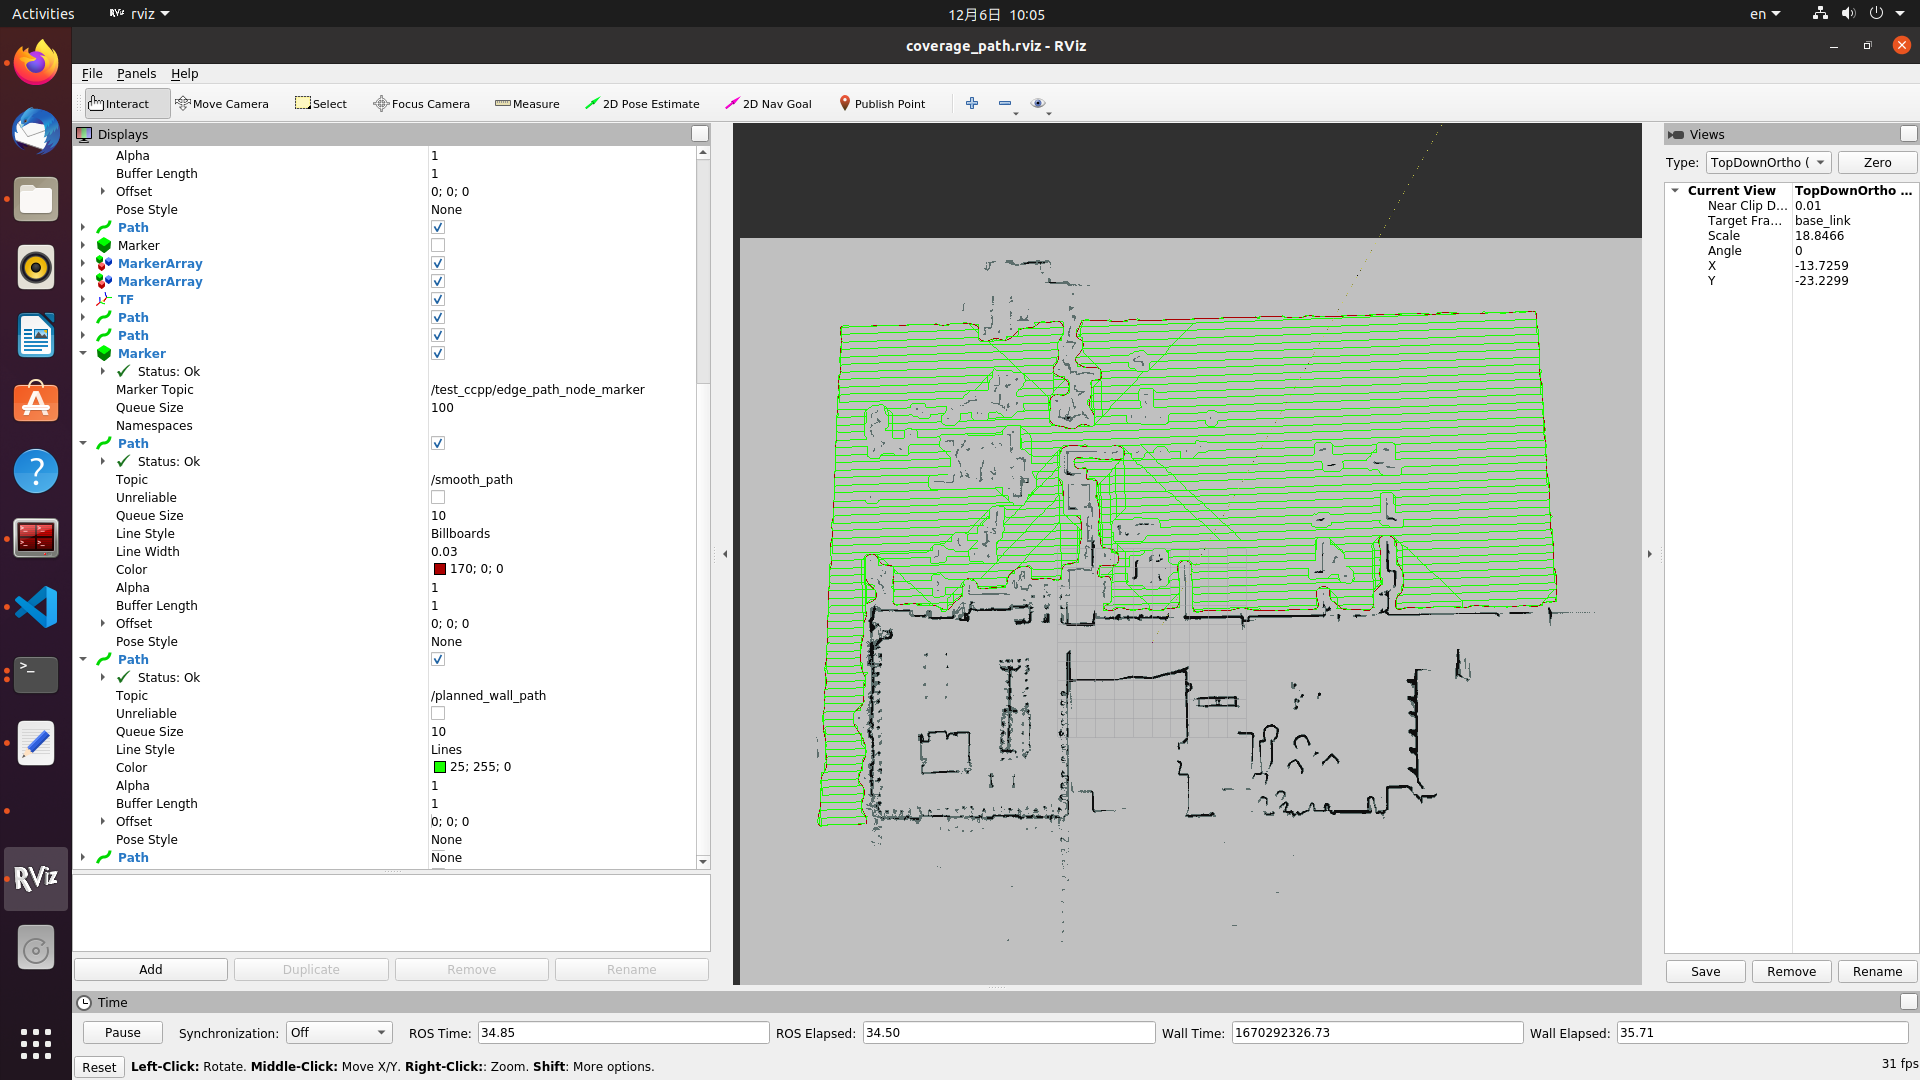 Activities
RViz rviz
12月6日 10:05
en
coverage_path.rviz - RViz
File Panels Help
Interact Move Camera Select Focus Camera Measure 2D Pose Estimate 2D Nav Goal Publish Point
Displays
Alpha 1
Buffer Length 1
Offset 0; 0; 0
Pose Style None
Path
Marker
MarkerArray
MarkerArray
TF
Path
Path
Marker
Status: Ok
Marker Topic /test_ccpp/edge_path_node_marker
Queue Size 100
Namespaces
Path
Status: Ok
Topic /smooth_path
Unreliable
Queue Size 10
Line Style Billboards
Line Width 0.03
Color 170; 0; 0
Alpha 1
Buffer Length 1
Offset 0; 0; 0
Pose Style None
Path
Status: Ok
Topic /planned_wall_path
Unreliable
Queue Size 10
Line Style Lines
Color 25; 255; 0
Alpha 1
Buffer Length 1
Offset 0; 0; 0
Pose Style None
Path None
Add Duplicate Remove Rename
Views
Type: TopDownOrtho ( Zero
Current View TopDownOrtho ...
Near Clip D... 0.01
Target Fra... base_link
Scale 18.8466
Angle 0
X -13.7259
Y -23.2299
Save Remove Rename
RViz
Time
Pause Synchronization: Off ROS Time: 34.85 ROS Elapsed: 34.50 Wall Time: 1670292326.73 Wall Elapsed: 35.71
Reset Left-Click: Rotate. Middle-Click: Move X/Y. Right-Click:: Zoom. Shift: More options.
31 fps